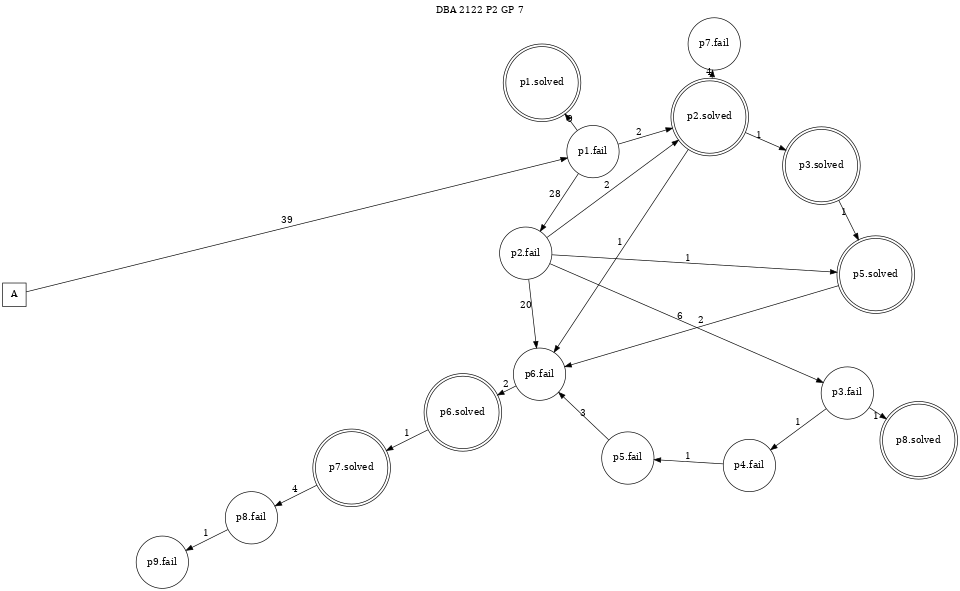 DBA 2122 P2 GP 7
p7.fail
p1.solved
p2.solved
2
1
p1.fail
p3.solved
28
2
39
1
1
p2.fail
1
p5.solved
A
20
6
2
p6.fail
2
p3.fail
p6.solved
3
1
1
p8.solved
1
p7.solved
p5.fail
1
p4.fail
4
p8.fail
1
p9.fail